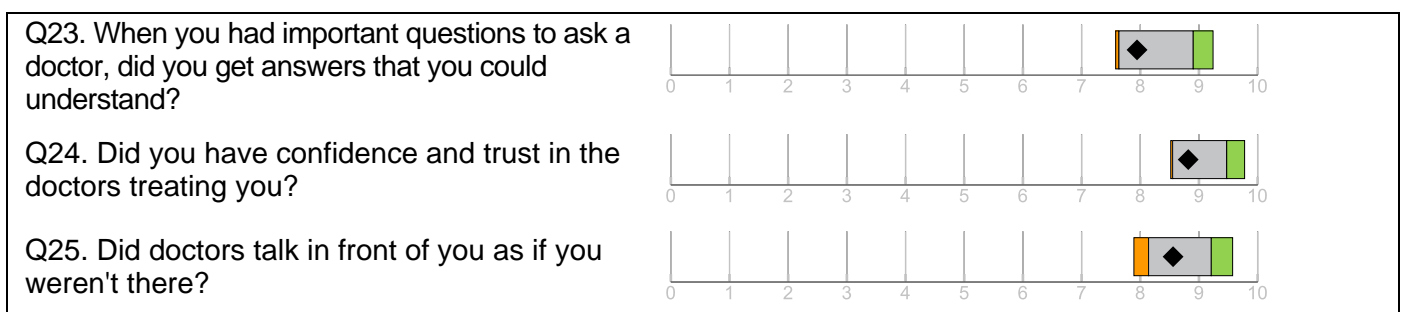 Q23. When you had important questions to ask a
doctor, did you get answers that you could
understand?
0 1 2 3 4 5 6 7 8 9 10
Q24. Did you have confidence and trust in the
doctors treating you?
0 1 2 3 4 5 6 7 8 9 10
Q25. Did doctors talk in front of you as if you
weren't there?
0 1 2 3 4 5 6 7 8 9 10